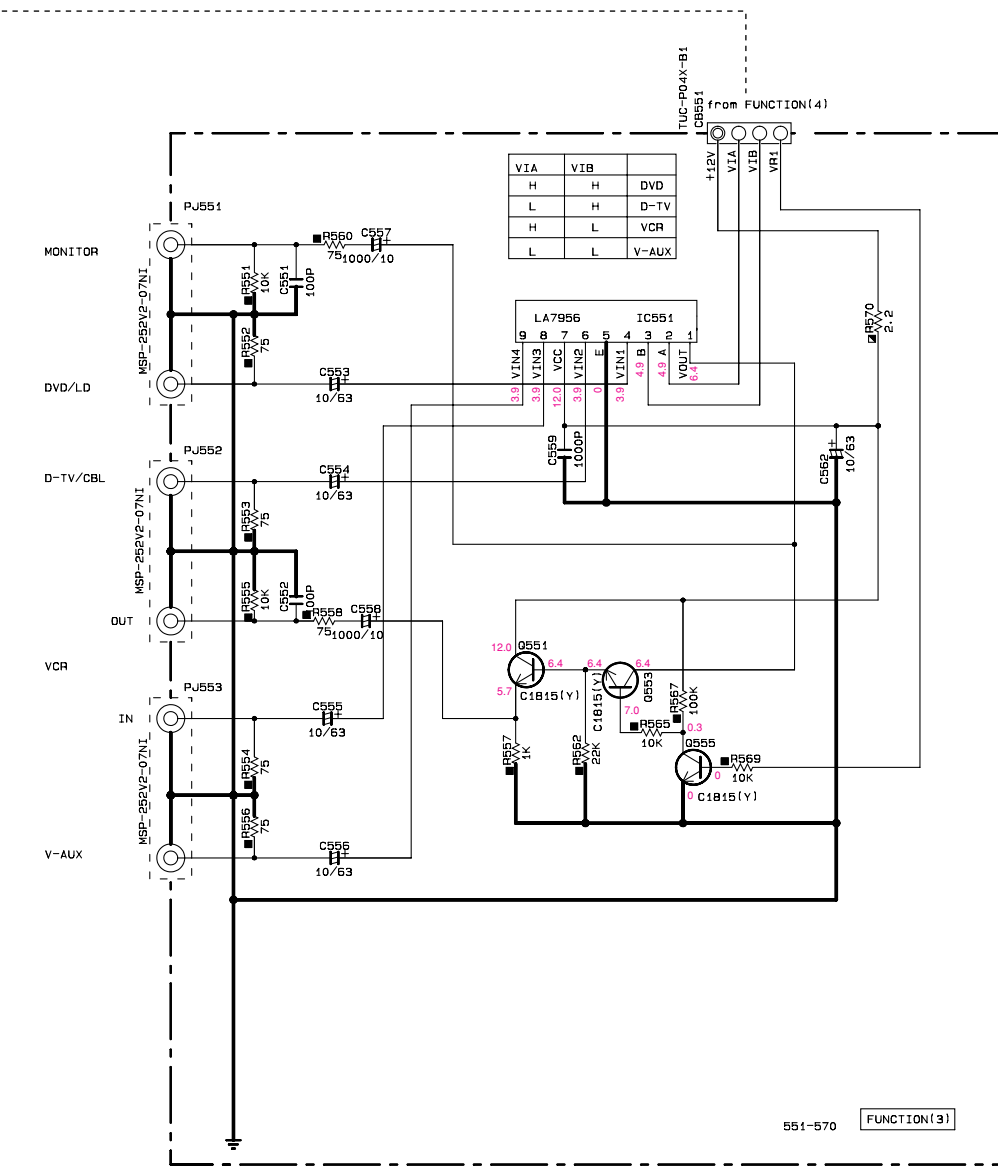 TUC-P04X-B1
CB551
from FUNCTION(4)
+12V
VIA
VIB
VR1
VIA VIB
H H DVD
L H D-TV
H L VCR
L L V-AUX
PJ551
MONITOR
MSP-252V2-07NI
DVD/LD
R560
75
C557
1000/10
R551
10K
C551
100P
R552
75
C553
10/63
LA7956 IC551
9 8 7 6 5 4 3 2 1
VIN4 VIN3 VCC VIN2 E VIN1 B A VOUT
3.9 3.9 12.0 3.9 0 3.9 4.9 4.9 6.4
R570
2.2
C559
1000P
C562
10/63
PJ552
D-TV/CBL
MSP-252V2-07NI
OUT
C554
10/63
R553
75
R555
10K
C552
100P
R558
75
C558
1000/10
VCR
12.0
Q551
6.4
5.7
C1815(Y)
6.4
6.4
C1815(Y)
Q553
7.0
R567
100K
R565
10K
0.3
Q555
R569
10K
0
0
C1815(Y)
R557
1K
R562
22K
PJ553
IN
MSP-252V2-07NI
V-AUX
C555
10/63
R554
75
R556
75
C556
10/63
551-570
FUNCTION(3)